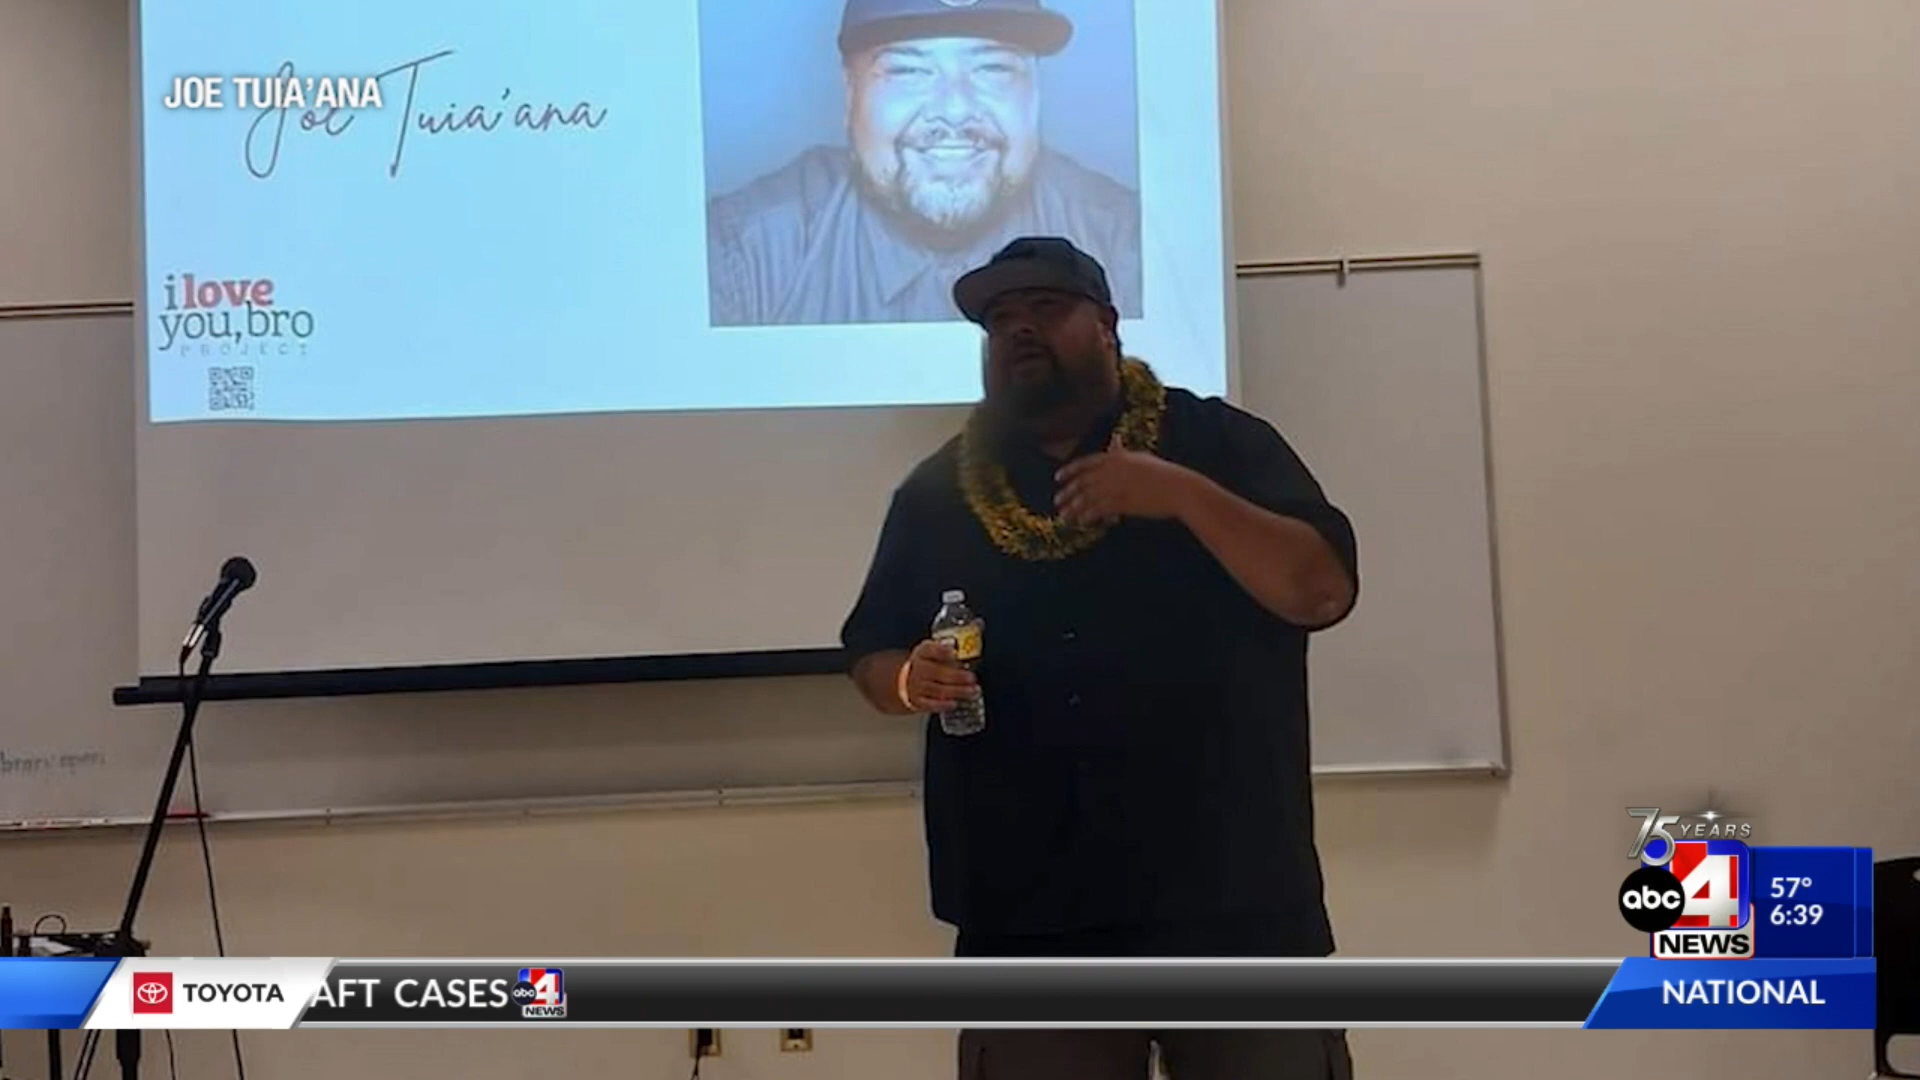 JOE TUIA'ANA
Joe Tuia'ana
i love
you, bro
PROJECT
75 YEARS
abc 4
NEWS
57°
6:39
TOYOTA
AFT CASES
abc 4
NEWS
NATIONAL